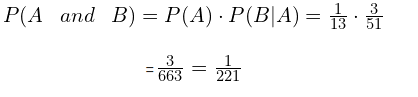 P(A and B) = P(A) · P(B|A) = 1/13 · 3/51
= 3/663 = 1/221